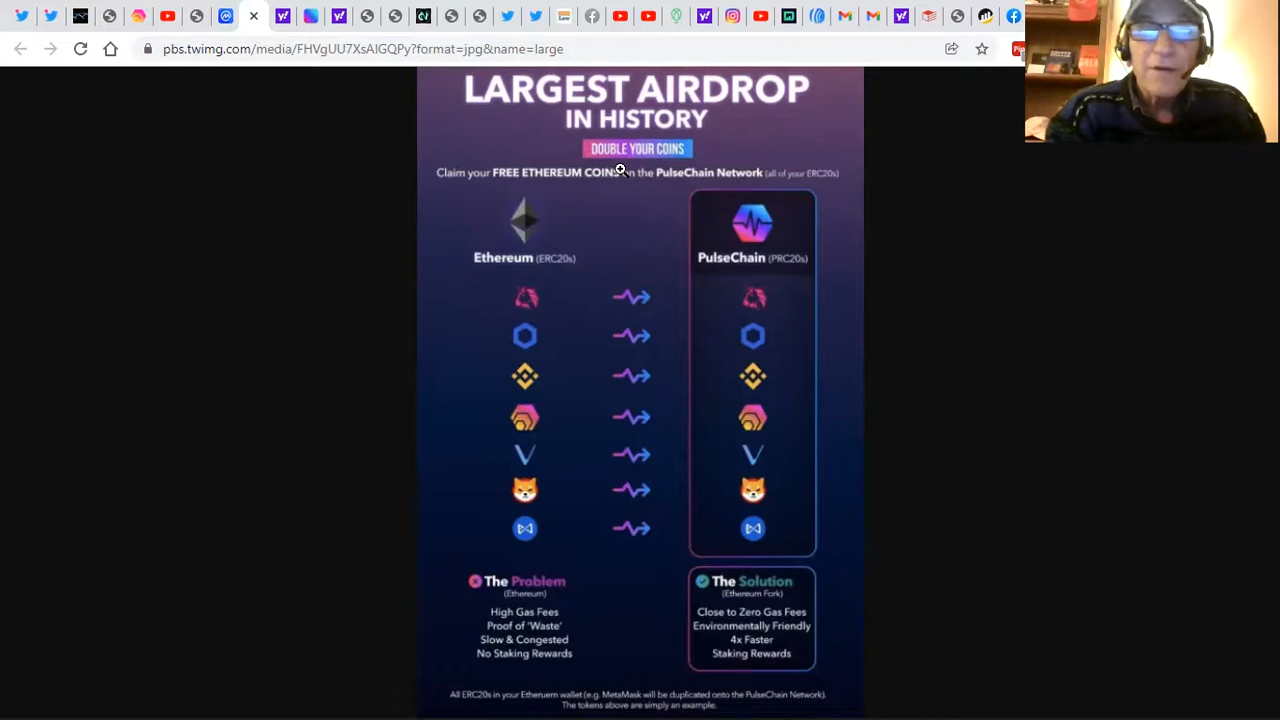 pbs.twimg.com/media/FHVgUU7XsAIGQPy?format=jpg&name=large
LARGEST AIRDROP
IN HISTORY
DOUBLE YOUR COINS
Claim your FREE ETHEREUM COINS on the PulseChain Network (all of your ERC20s)
Ethereum (ERC20s)
PulseChain (PRC20s)
The Problem
(Ethereum)
High Gas Fees
Proof of 'Waste'
Slow & Congested
No Staking Rewards
The Solution
(Ethereum Fork)
Close to Zero Gas Fees
Environmentally Friendly
4x Faster
Staking Rewards
All ERC20s in your Etheruem wallet (e.g. MetaMask will be duplicated onto the PulseChain Network).
The tokens above are simply an example.